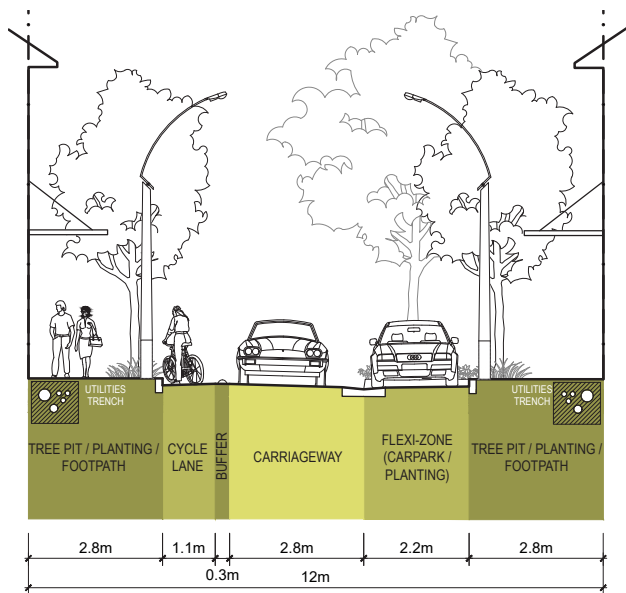 UTILITIES
TRENCH
UTILITIES
TRENCH
TREE PIT / PLANTING /
FOOTPATH
CYCLE
LANE
BUFFER
CARRIAGEWAY
FLEXI-ZONE
(CARPARK /
PLANTING)
TREE PIT / PLANTING /
FOOTPATH
2.8m
1.1m
2.8m
2.2m
2.8m
0.3m
12m